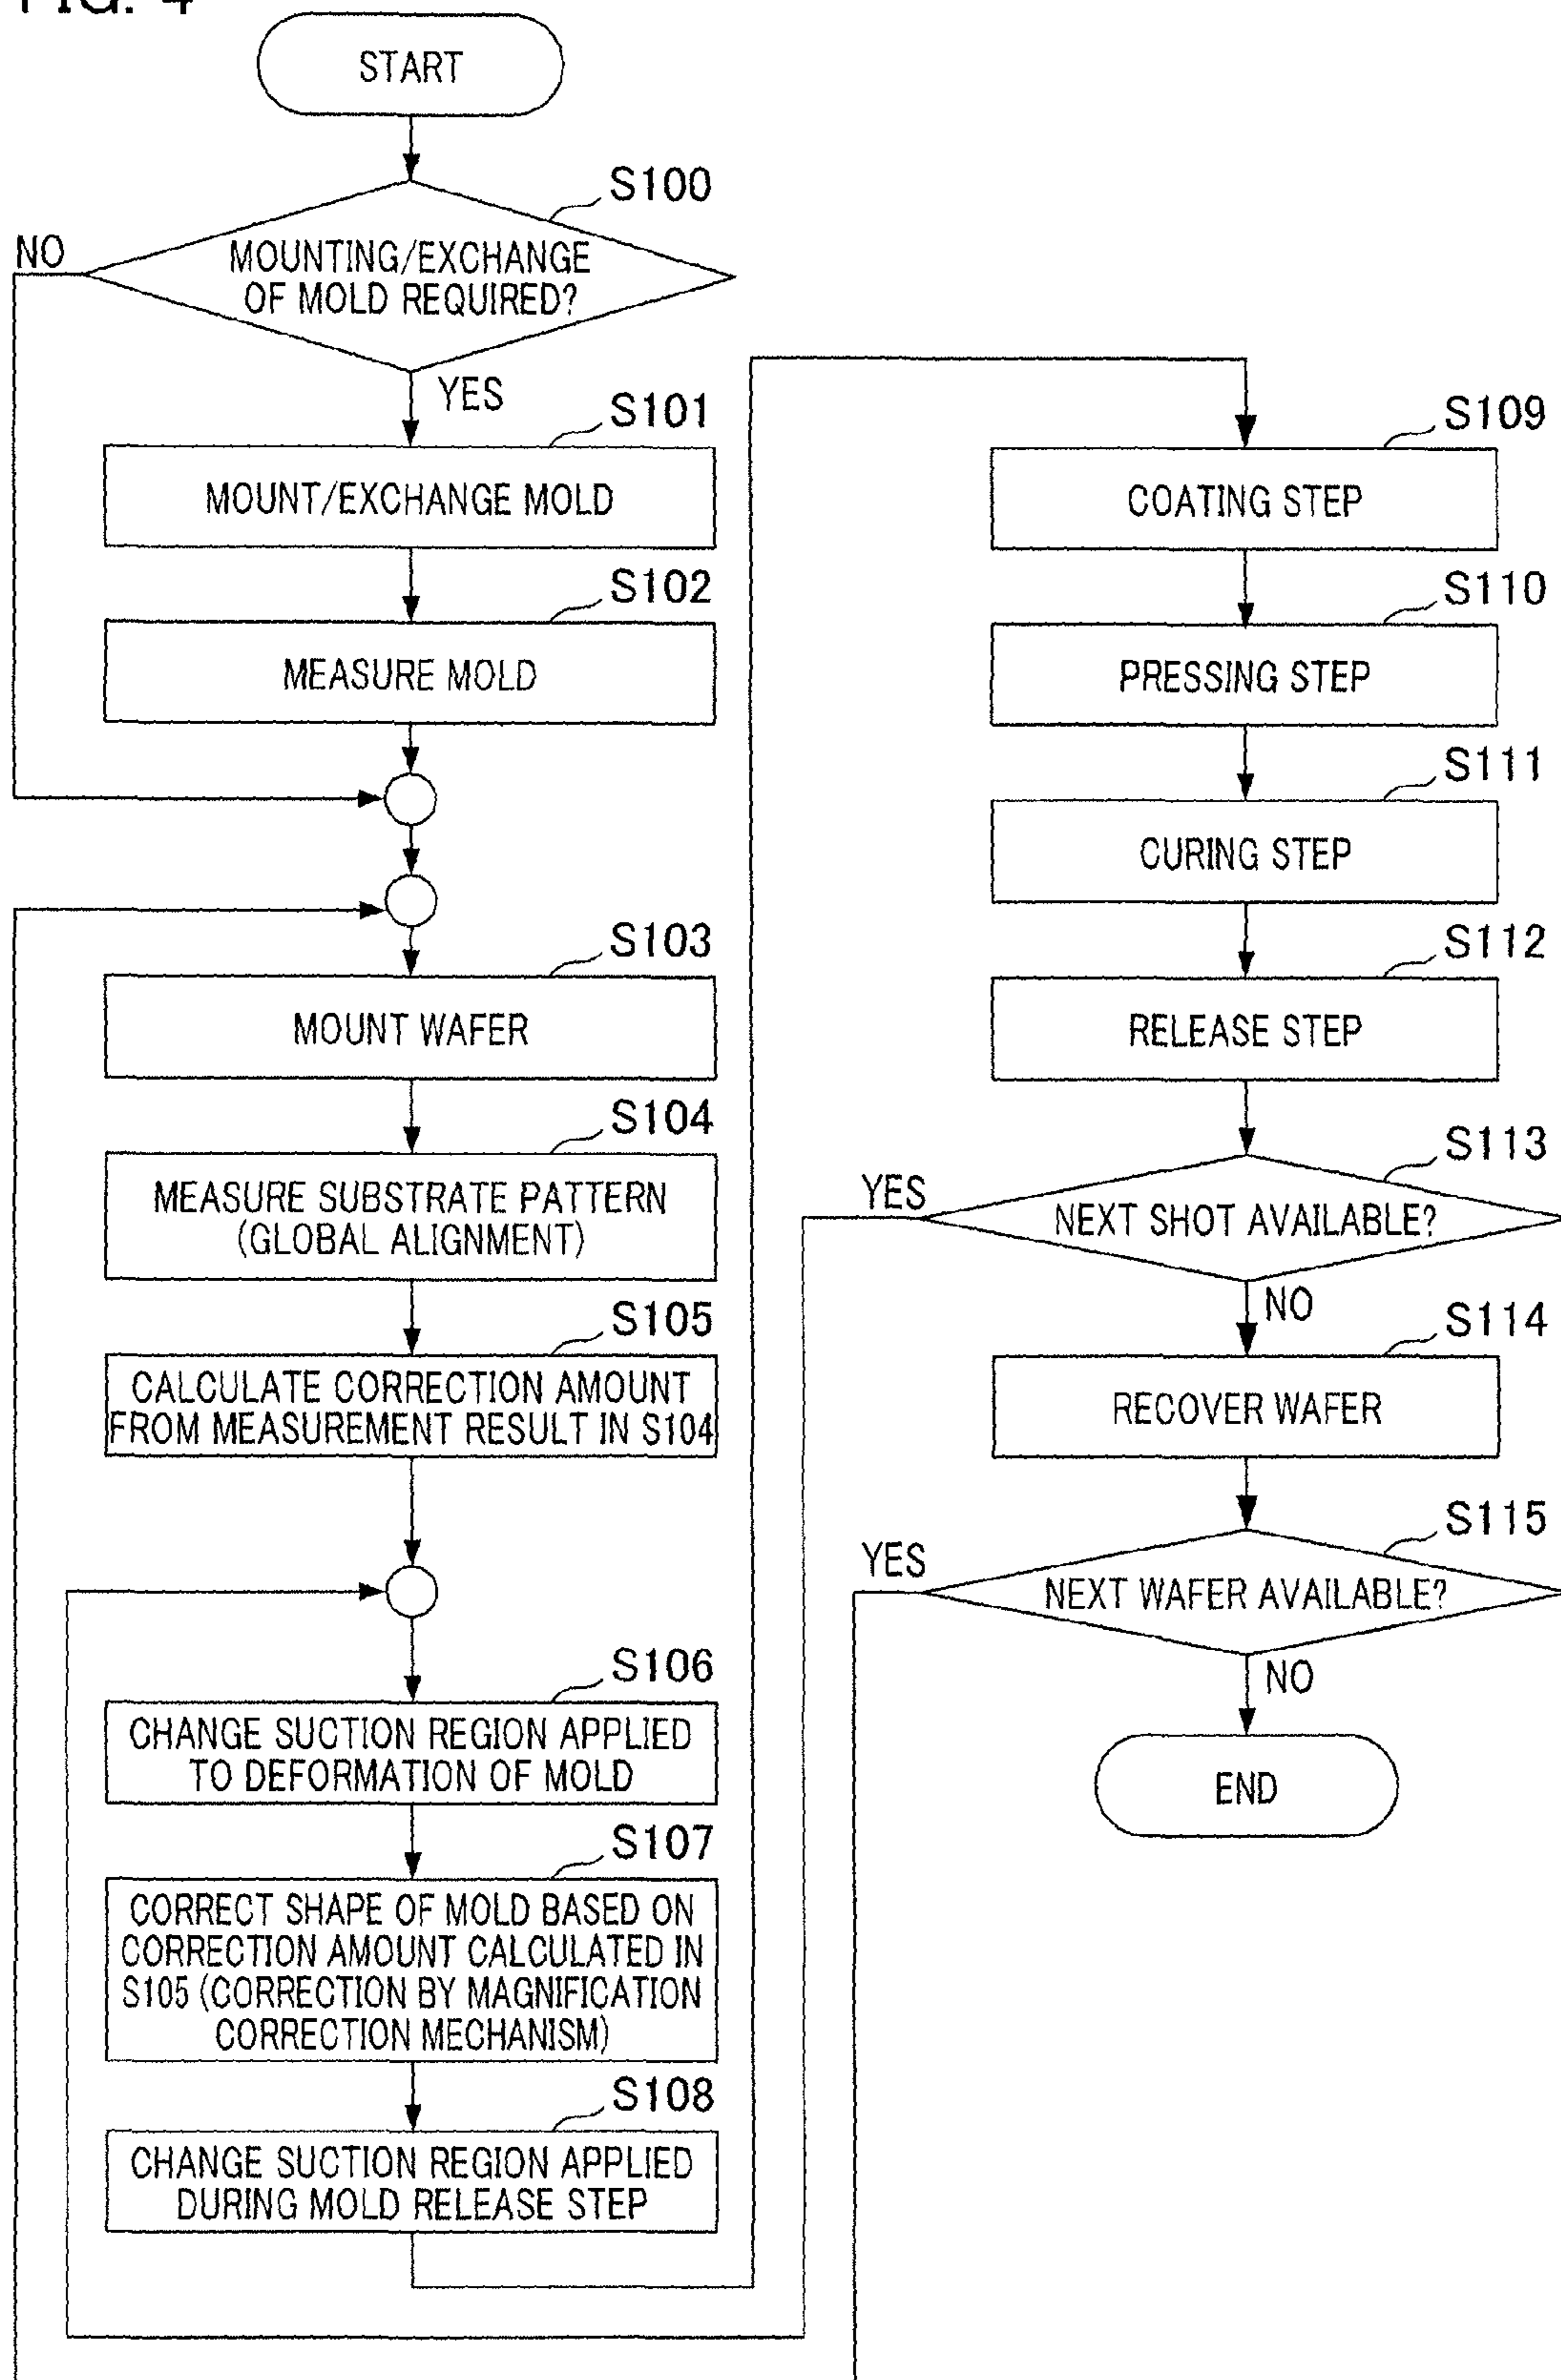 FIG. 4
START
S100
NO
MOUNTING/EXCHANGE
OF MOLD REQUIRED?
YES
S101
MOUNT/EXCHANGE MOLD
S102
MEASURE MOLD
S103
MOUNT WAFER
S104
MEASURE SUBSTRATE PATTERN
(GLOBAL ALIGNMENT)
S105
CALCULATE CORRECTION AMOUNT
FROM MEASUREMENT RESULT IN S104
S106
CHANGE SUCTION REGION APPLIED
TO DEFORMATION OF MOLD
S107
CORRECT SHAPE OF MOLD BASED ON
CORRECTION AMOUNT CALCULATED IN
S105 (CORRECTION BY MAGNIFICATION
CORRECTION MECHANISM)
S108
CHANGE SUCTION REGION APPLIED
DURING MOLD RELEASE STEP
S109
COATING STEP
S110
PRESSING STEP
S111
CURING STEP
S112
RELEASE STEP
S113
YES
NEXT SHOT AVAILABLE?
NO
S114
RECOVER WAFER
S115
YES
NEXT WAFER AVAILABLE?
NO
END